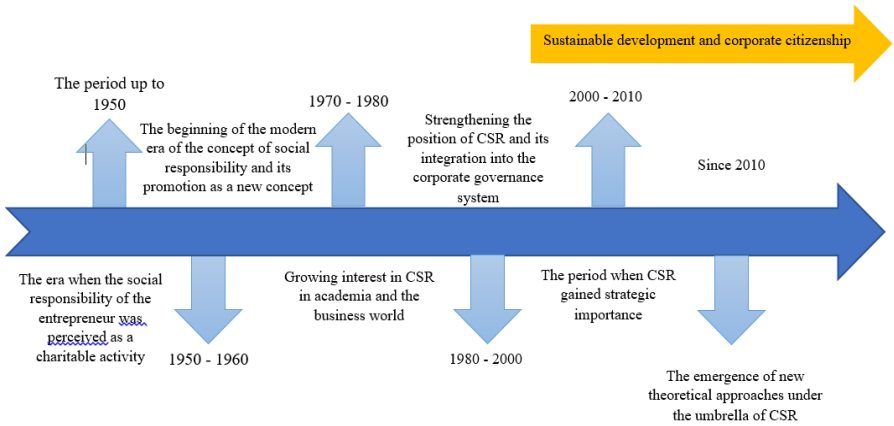 Sustainable development and corporate citizenship
The period up to
1950
The beginning of the modern
era of the concept of social
responsibility and its
promotion as a new concept
1970 - 1980
Strengthening the
position of CSR and its
integration into the
corporate governance
system
2000 - 2010
Since 2010
The era when the social
responsibility of the
entrepreneur was
perceived as a
charitable activity
1950 - 1960
Growing interest in CSR
in academia and the
business world
1980 - 2000
The period when CSR
gained strategic
importance
The emergence of new
theoretical approaches under
the umbrella of CSR